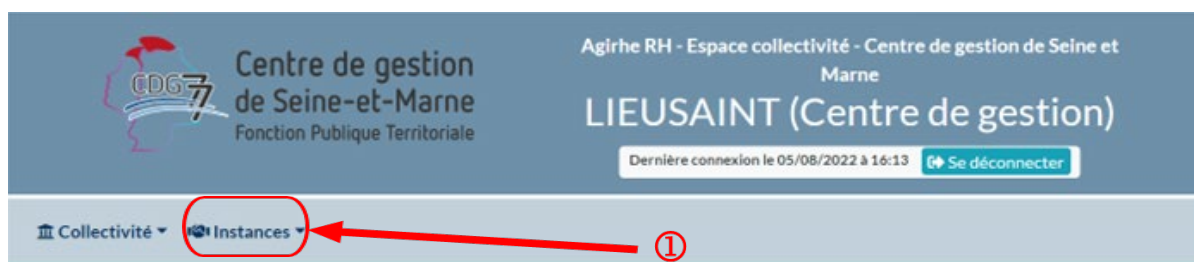 CDG77
Centre de gestion
de Seine-et-Marne
Fonction Publique Territoriale
Agirhe RH - Espace collectivité - Centre de gestion de Seine et
Marne
LIEUSAINT (Centre de gestion)
Dernière connexion le 05/08/2022 à 16:13 Se déconnecter
Collectivité Instances
①